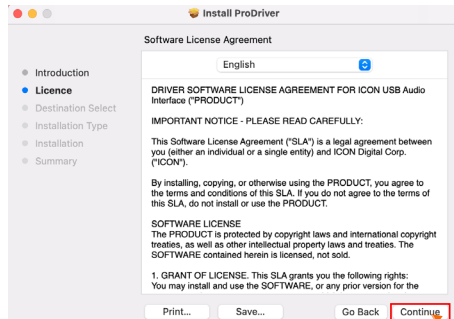 Install ProDriver
Software License Agreement
English
Introduction
Licence
Destination Select
Installation Type
Installation
Summary
DRIVER SOFTWARE LICENSE AGREEMENT FOR ICON USB Audio
Interface ("PRODUCT")
IMPORTANT NOTICE - PLEASE READ CAREFULLY:
This Software License Agreement ("SLA") is a legal agreement between
you (either an individual or a single entity) and ICON Digital Corp.
("ICON").
By installing, copying, or otherwise using the PRODUCT, you agree to
the terms and conditions of this SLA. If you do not agree to the terms of
this SLA, do not install or use the PRODUCT.
SOFTWARE LICENSE
The PRODUCT is protected by copyright laws and international copyright
treaties, as well as other intellectual property laws and treaties. The
SOFTWARE contained herein is licensed, not sold.
1. GRANT OF LICENSE. This SLA grants you the following rights:
You may install and use the SOFTWARE, or any prior version for the
Print... Save... Go Back Continue